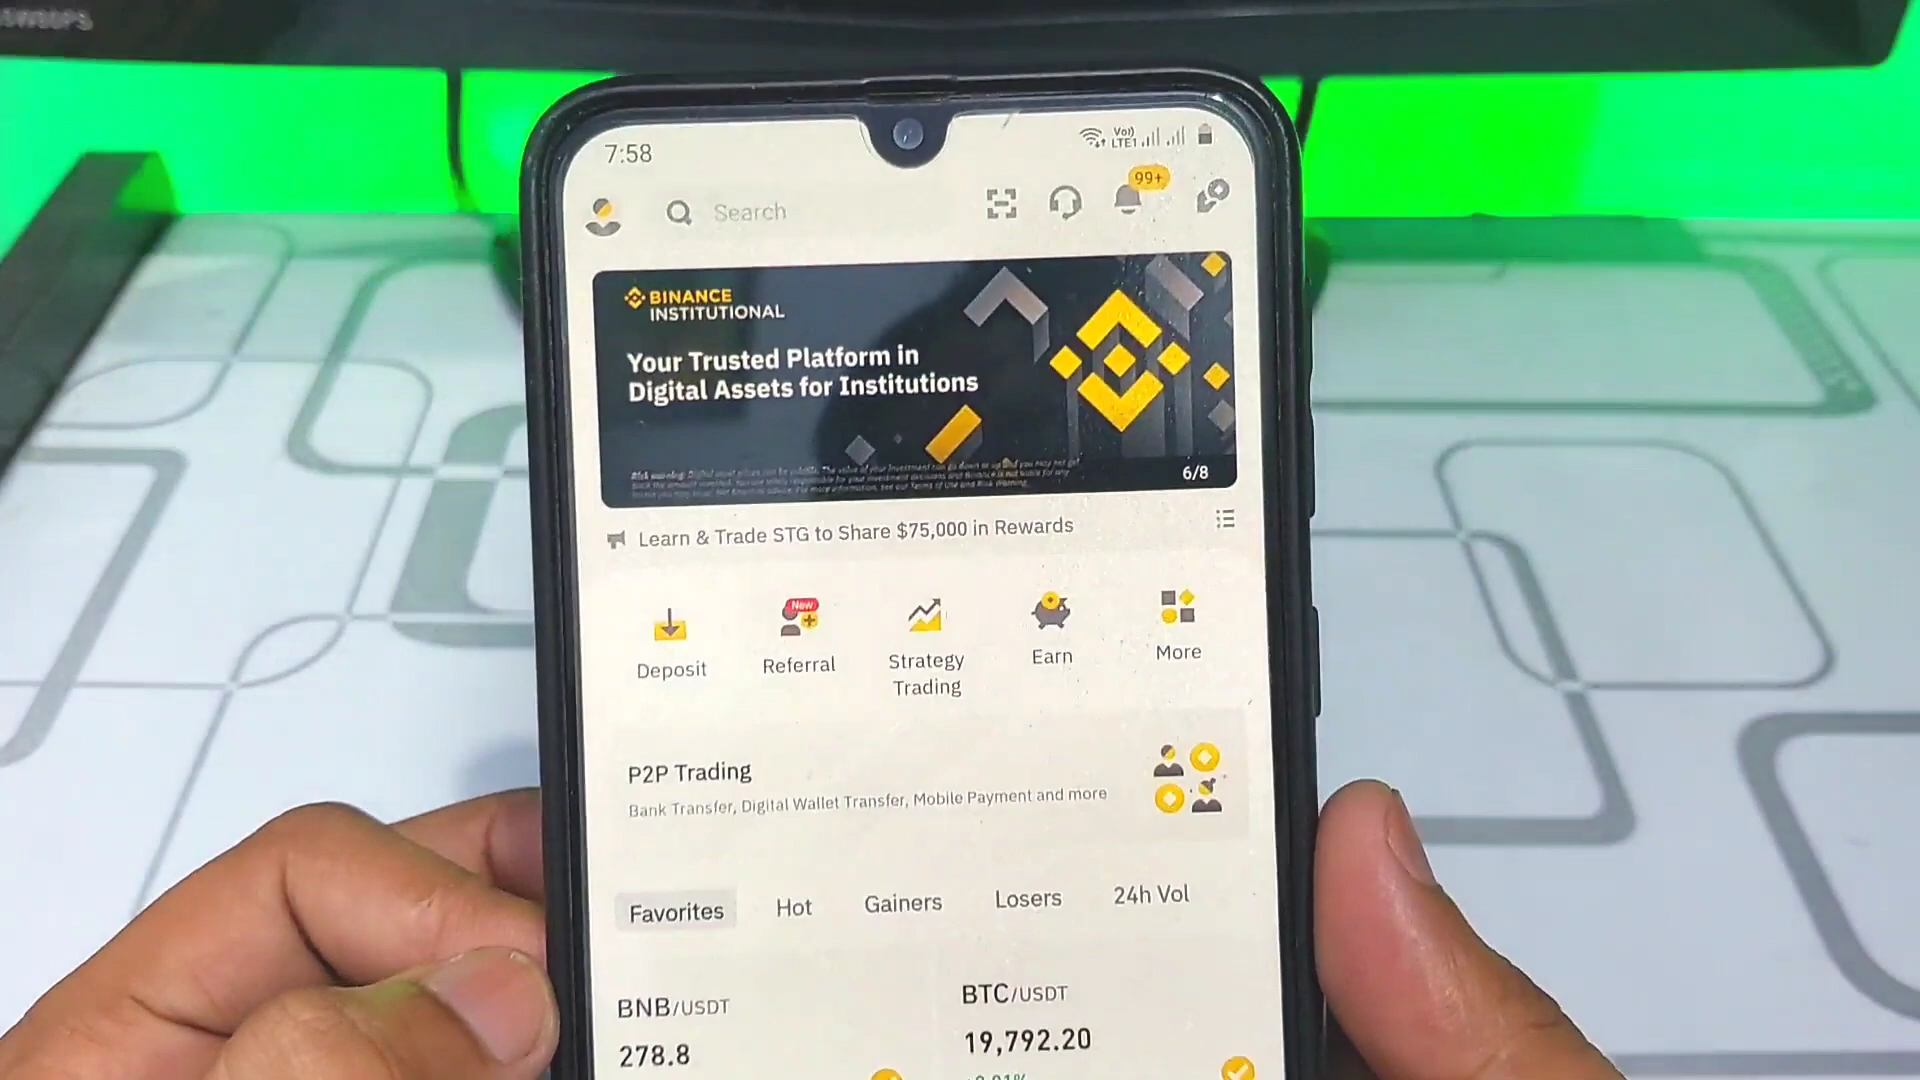 7:58
Vo))
LTE1
99+
Search
BINANCE
INSTITUTIONAL
Your Trusted Platform in
Digital Assets for Institutions
6/8
Learn & Trade STG to Share $75,000 in Rewards
New
Deposit
Referral
Strategy
Trading
Earn
More
P2P Trading
Bank Transfer, Digital Wallet Transfer, Mobile Payment and more
Favorites
Hot
Gainers
Losers
24h Vol
BNB/USDT
BTC/USDT
278.8
19,792.20